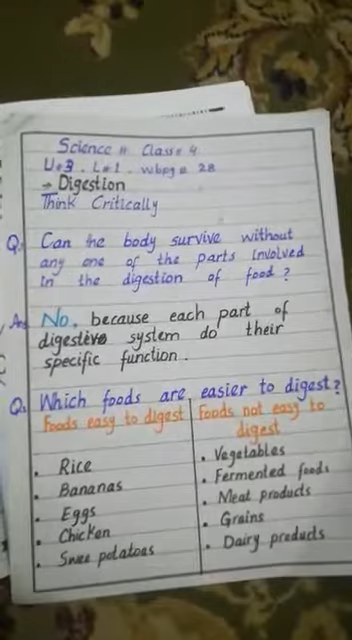 Science # Class= 4
U=3. L=1. wbpg= 28
→ Digestion
Think Critically
Q: Can the body survive without
any one of the parts involved
in the digestion of food?
Ans No, because each part of
digestive system do their
specific function.
Q: Which foods are easier to digest?
Foods easy to digest
• Rice
• Bananas
• Eggs
• Chicken
• Swee potatoes
Foods not easy to
digest
• Vegetables
• Fermented foods
• Meat products
• Grains
• Dairy products